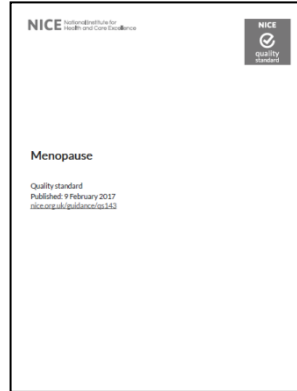 NICE National Institute for
Health and Care Excellence
NICE
quality
standard
Menopause
Quality standard
Published: 9 February 2017
nice.org.uk/guidance/qs143